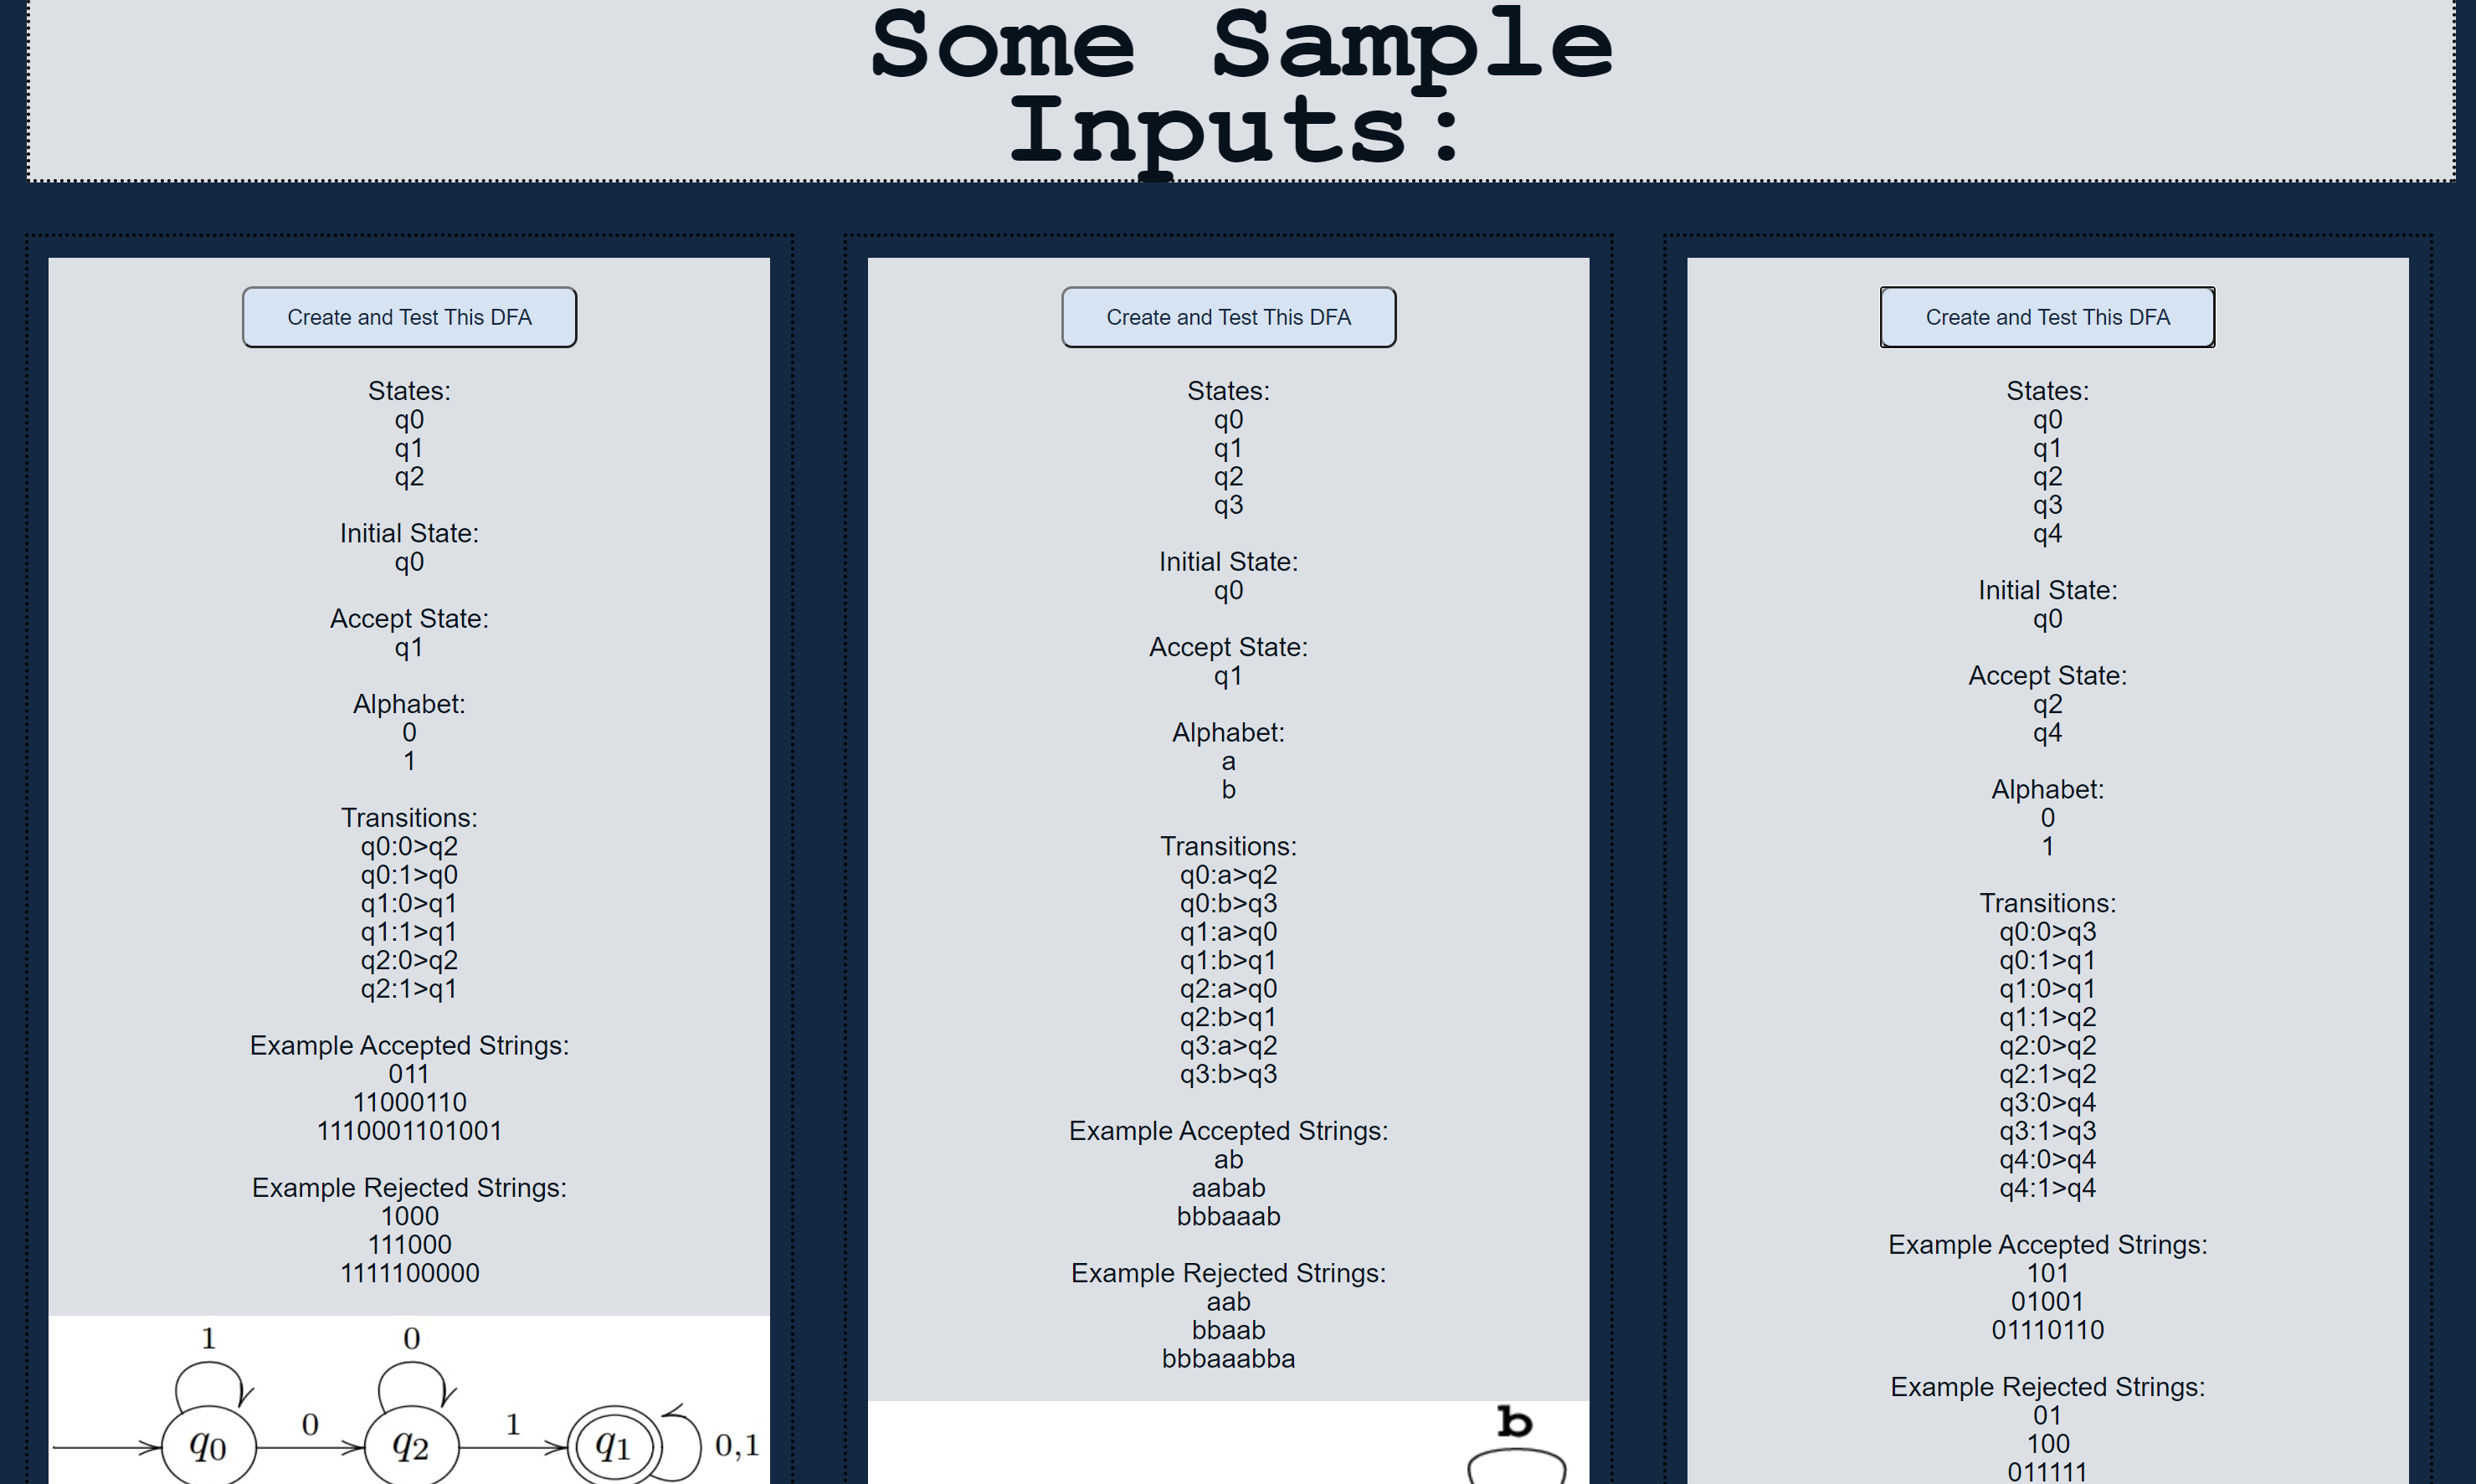 Some Sample
Inputs:
Create and Test This DFA
States:
q0
q1
q2
Initial State:
q0
Accept State:
q1
Alphabet:
0
1
Transitions:
q0:0>q2
q0:1>q0
q1:0>q1
q1:1>q1
q2:0>q2
q2:1>q1
Example Accepted Strings:
011
11000110
1110001101001
Example Rejected Strings:
1000
111000
1111100000
1
0
q0
0
q2
1
q1
0,1
Create and Test This DFA
States:
q0
q1
q2
q3
Initial State:
q0
Accept State:
q1
Alphabet:
a
b
Transitions:
q0:a>q2
q0:b>q3
q1:a>q0
q1:b>q1
q2:a>q0
q2:b>q1
q3:a>q2
q3:b>q3
Example Accepted Strings:
ab
aabab
bbbaaab
Example Rejected Strings:
aab
bbaab
bbbaaabba
b
Create and Test This DFA
States:
q0
q1
q2
q3
q4
Initial State:
q0
Accept State:
q2
q4
Alphabet:
0
1
Transitions:
q0:0>q3
q0:1>q1
q1:0>q1
q1:1>q2
q2:0>q2
q2:1>q2
q3:0>q4
q3:1>q3
q4:0>q4
q4:1>q4
Example Accepted Strings:
101
01001
01110110
Example Rejected Strings:
01
100
011111